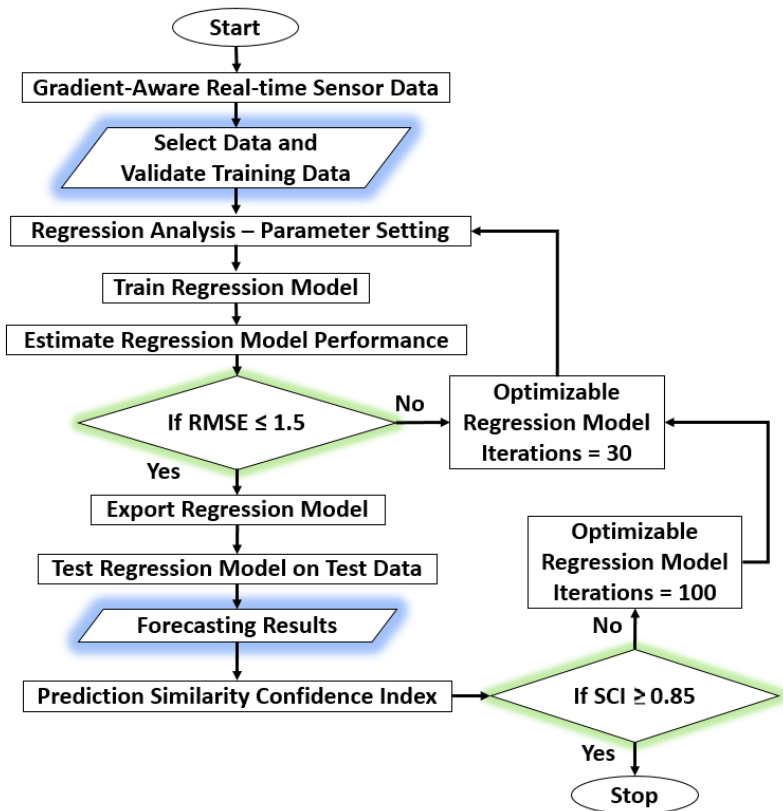 Start
Gradient-Aware Real-time Sensor Data
Select Data and
Validate Training Data
Regression Analysis – Parameter Setting
Train Regression Model
Estimate Regression Model Performance
If RMSE ≤ 1.5
No
Optimizable
Regression Model
Iterations = 30
Yes
Export Regression Model
Test Regression Model on Test Data
Forecasting Results
Prediction Similarity Confidence Index
If SCI ≥ 0.85
No
Optimizable
Regression Model
Iterations = 100
Yes
Stop